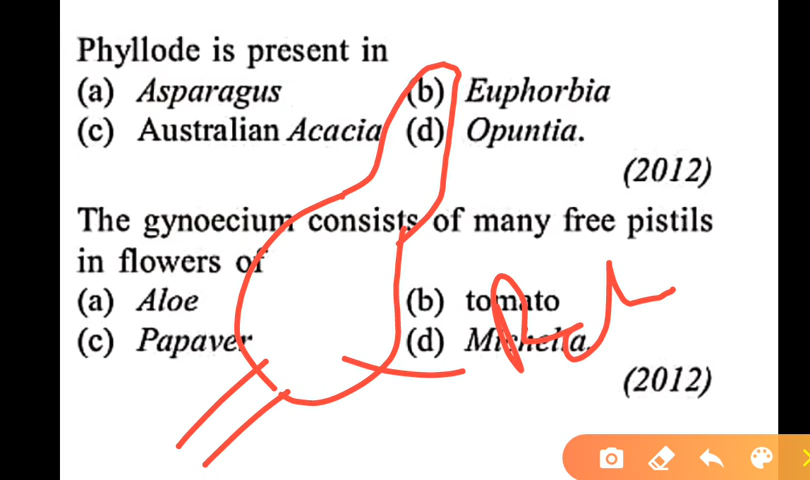 Phyllode is present in
(a) Asparagus (b) Euphorbia
(c) Australian Acacia (d) Opuntia.
(2012)
The gynoecium consists of many free pistils
in flowers of
(a) Aloe (b) tomato
(c) Papaver (d) Michelia.
(2012)